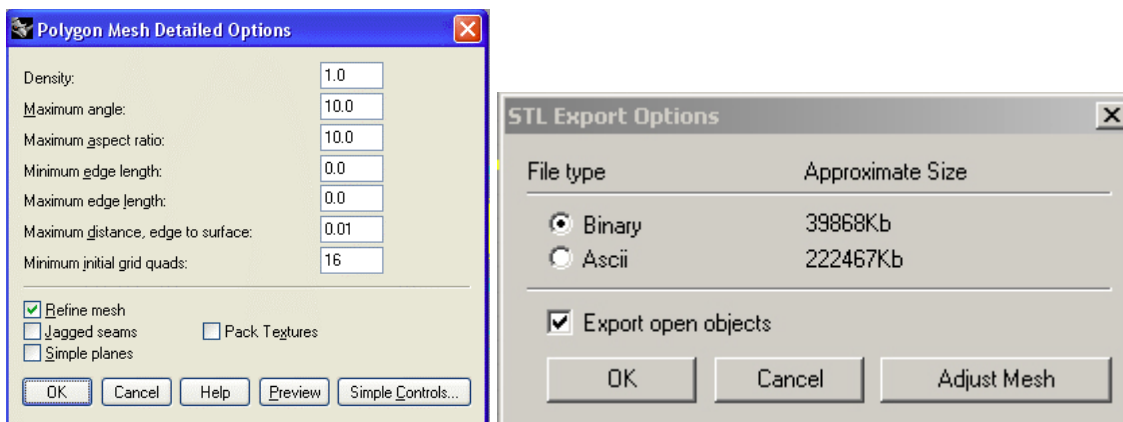 Polygon Mesh Detailed Options
Density: 1.0
Maximum angle: 10.0
Maximum aspect ratio: 10.0
Minimum edge length: 0.0
Maximum edge length: 0.0
Maximum distance, edge to surface: 0.01
Minimum initial grid quads: 16
Refine mesh
Jagged seams Pack Textures
Simple planes
OK Cancel Help Preview Simple Controls...
STL Export Options
File type Approximate Size
Binary 39868Kb
Ascii 222467Kb
Export open objects
OK Cancel Adjust Mesh